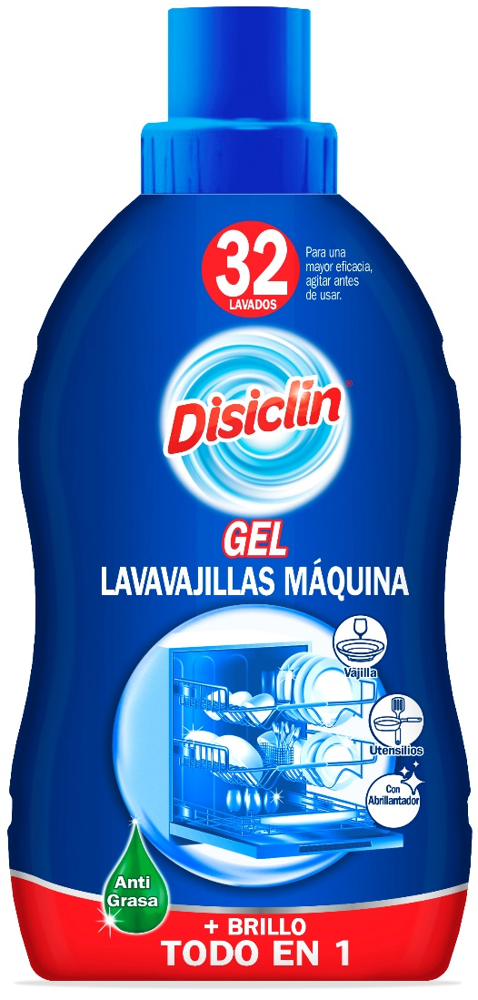 32
LAVADOS
Para una
mayor eficacia,
agitar antes
de usar.
Disiclin®
GEL
LAVAVAJILLAS MÁQUINA
Vajilla
Utensilios
Con
Abrillantador
Anti
Grasa
+ BRILLO
TODO EN 1